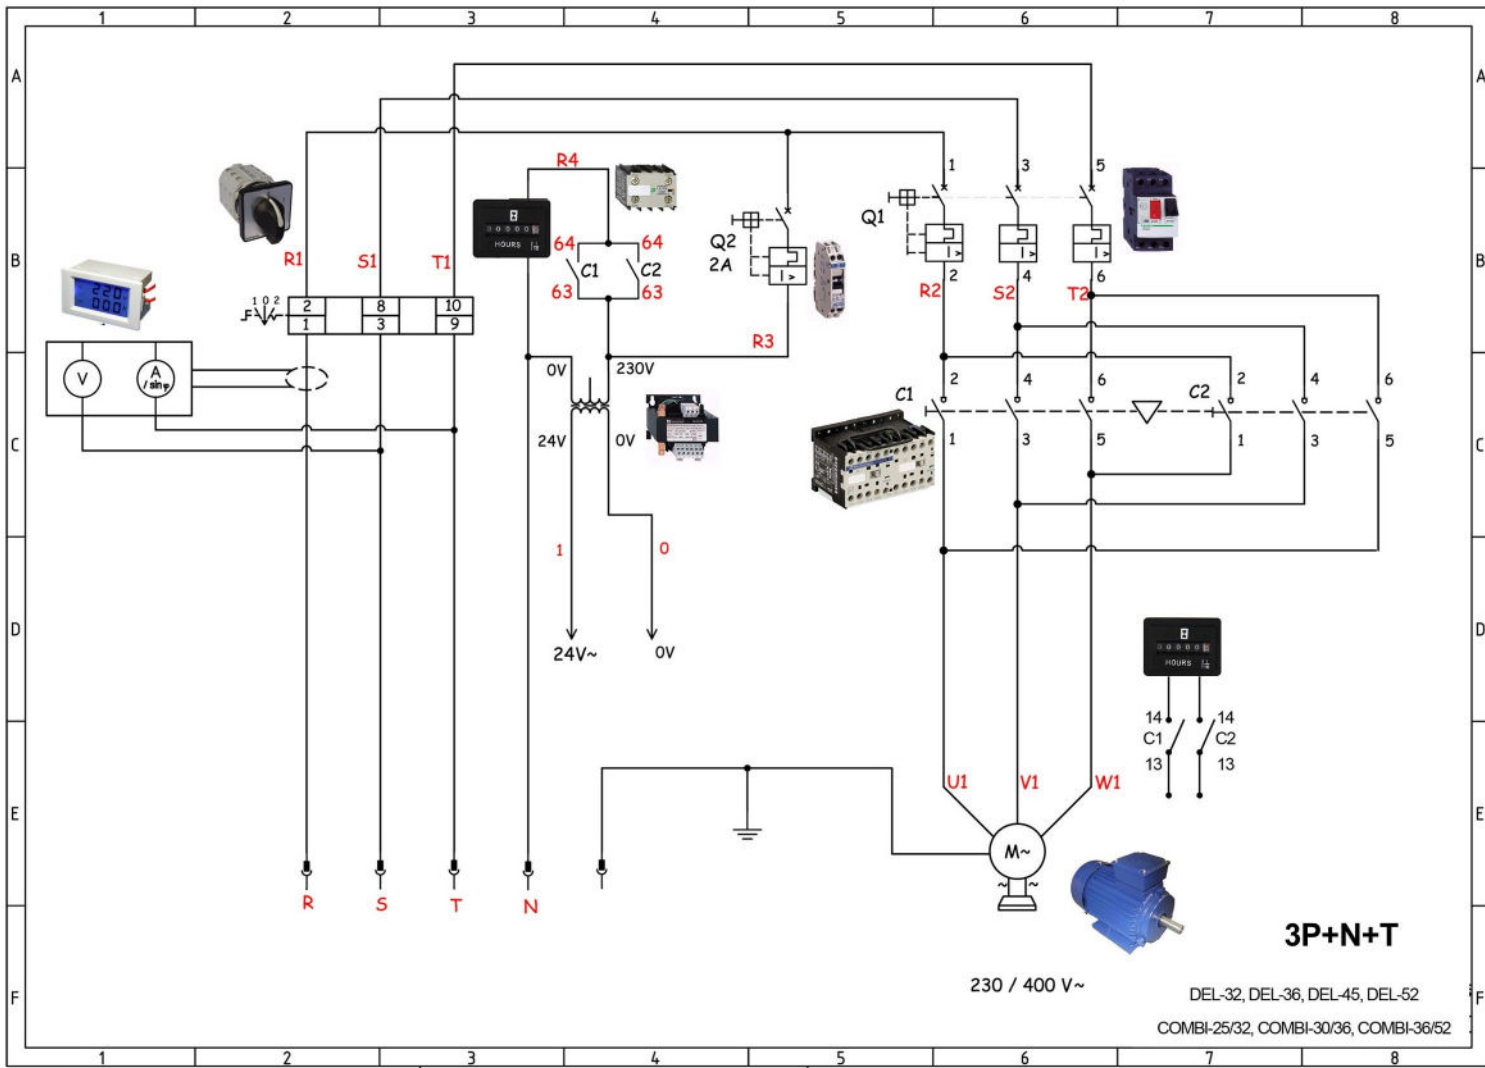 1 2 3 4 5 6 7 8
A A
R4
1 3 5
Q1
Q2
2A
HOURS
64 64
C1 C2
63 63
R1 S1 T1
1 0 2
2 8 10
1 3 9
I > I > I > I >
2 4 6
R2 S2 T2
B B
R3
0V 230V
V A
/ sin φ
24V 0V
C1 2 4 6 C2 2 4 6
1 3 5 1 3 5
C C
1 0
24V~ 0V
D D
HOURS
14 14
C1 C2
13 13
U1 V1 W1
M~
~ ~
E E
R S T N
3P+N+T
230 / 400 V~
DEL-32, DEL-36, DEL-45, DEL-52
COMBI-25/32, COMBI-30/36, COMBI-36/52
F F
1 2 3 4 5 6 7 8